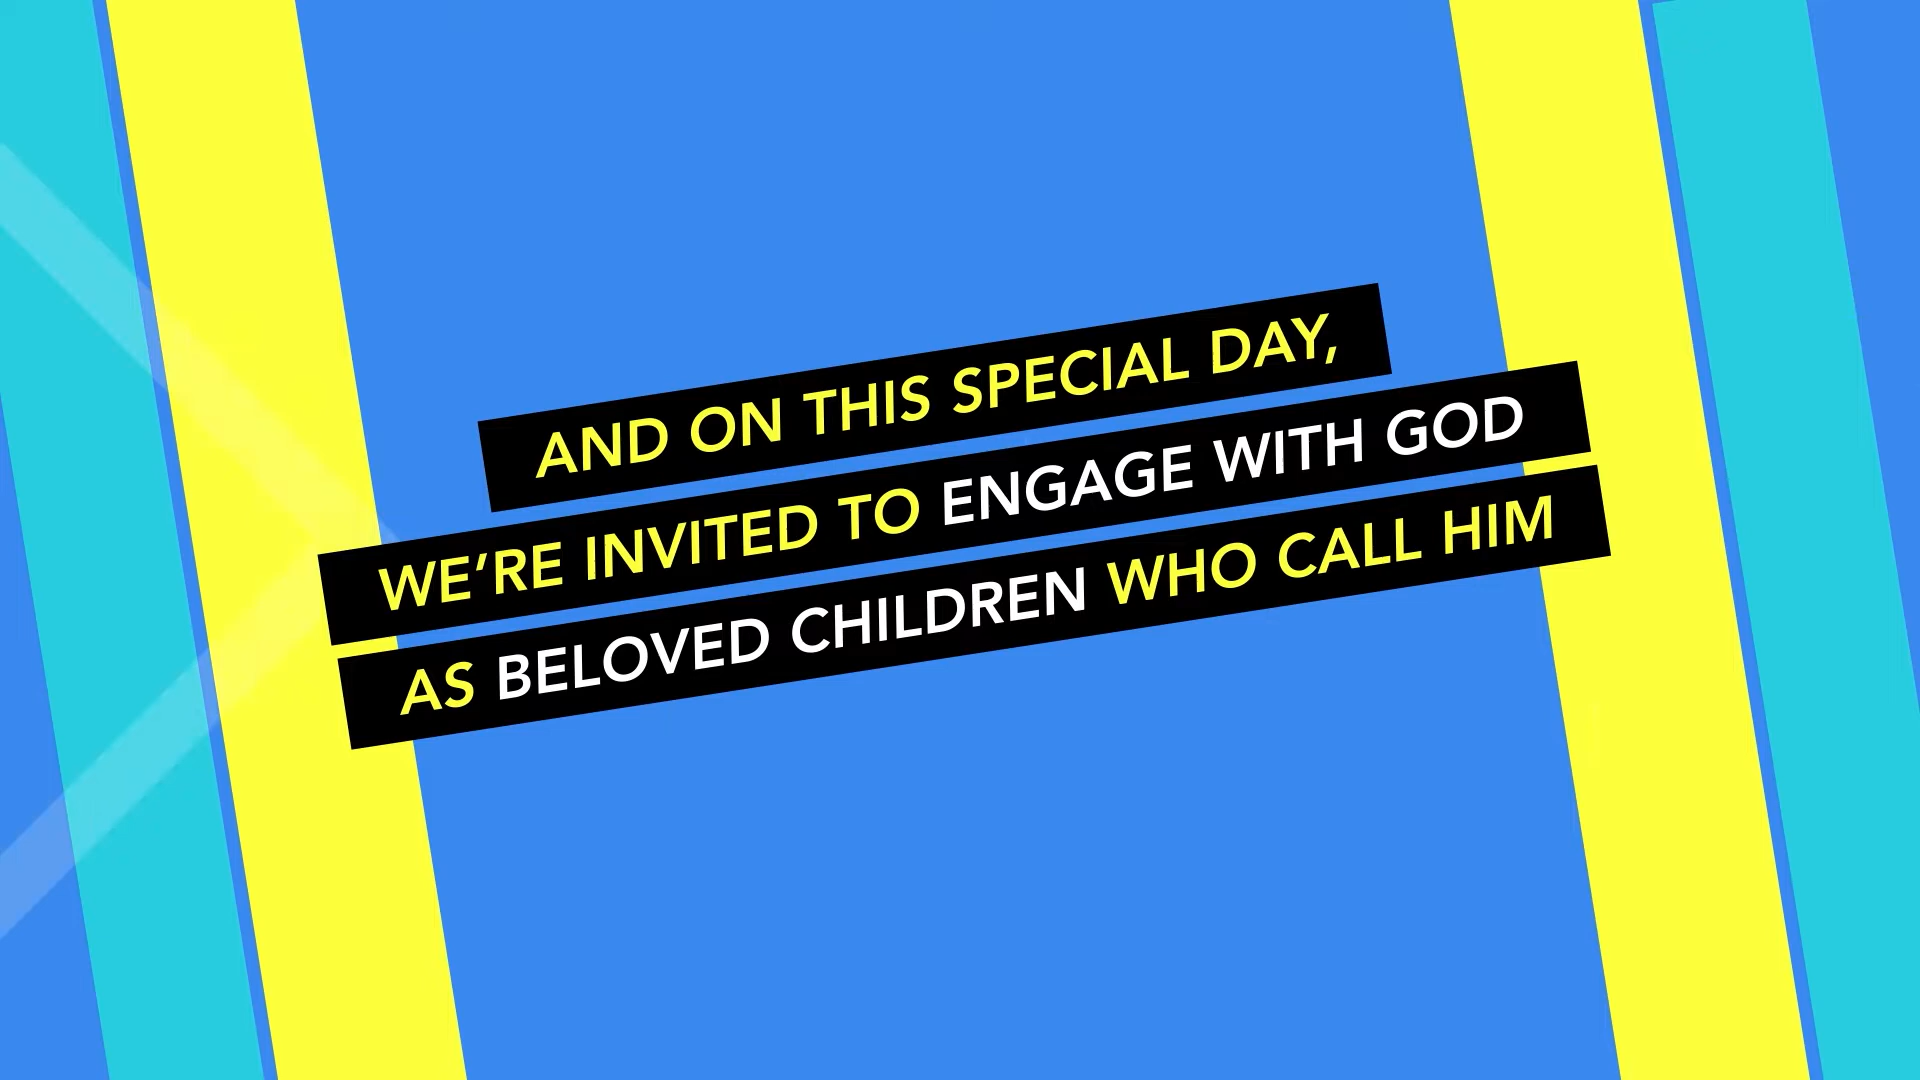 AND ON THIS SPECIAL DAY,
WE'RE INVITED TO ENGAGE WITH GOD
AS BELOVED CHILDREN WHO CALL HIM